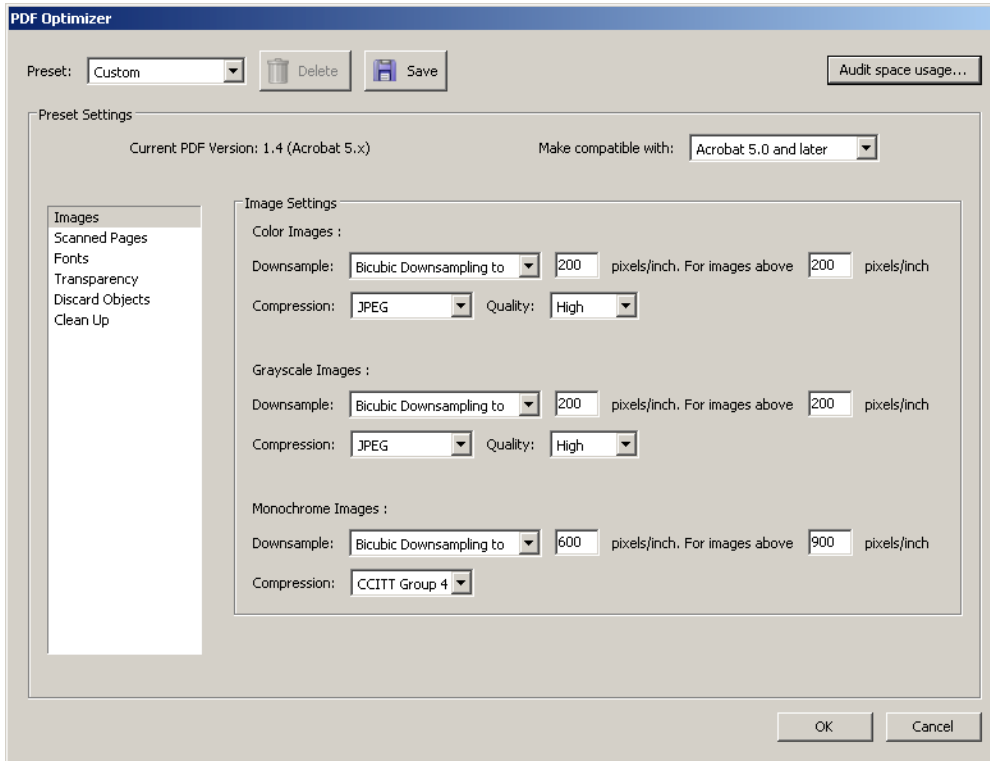 PDF Optimizer
Preset: Custom Delete Save Audit space usage...
Preset Settings
Current PDF Version: 1.4 (Acrobat 5.x) Make compatible with: Acrobat 5.0 and later
Images
Scanned Pages
Fonts
Transparency
Discard Objects
Clean Up
Image Settings
Color Images :
Downsample: Bicubic Downsampling to 200 pixels/inch. For images above 200 pixels/inch
Compression: JPEG Quality: High
Grayscale Images :
Downsample: Bicubic Downsampling to 200 pixels/inch. For images above 200 pixels/inch
Compression: JPEG Quality: High
Monochrome Images :
Downsample: Bicubic Downsampling to 600 pixels/inch. For images above 900 pixels/inch
Compression: CCITT Group 4
OK Cancel